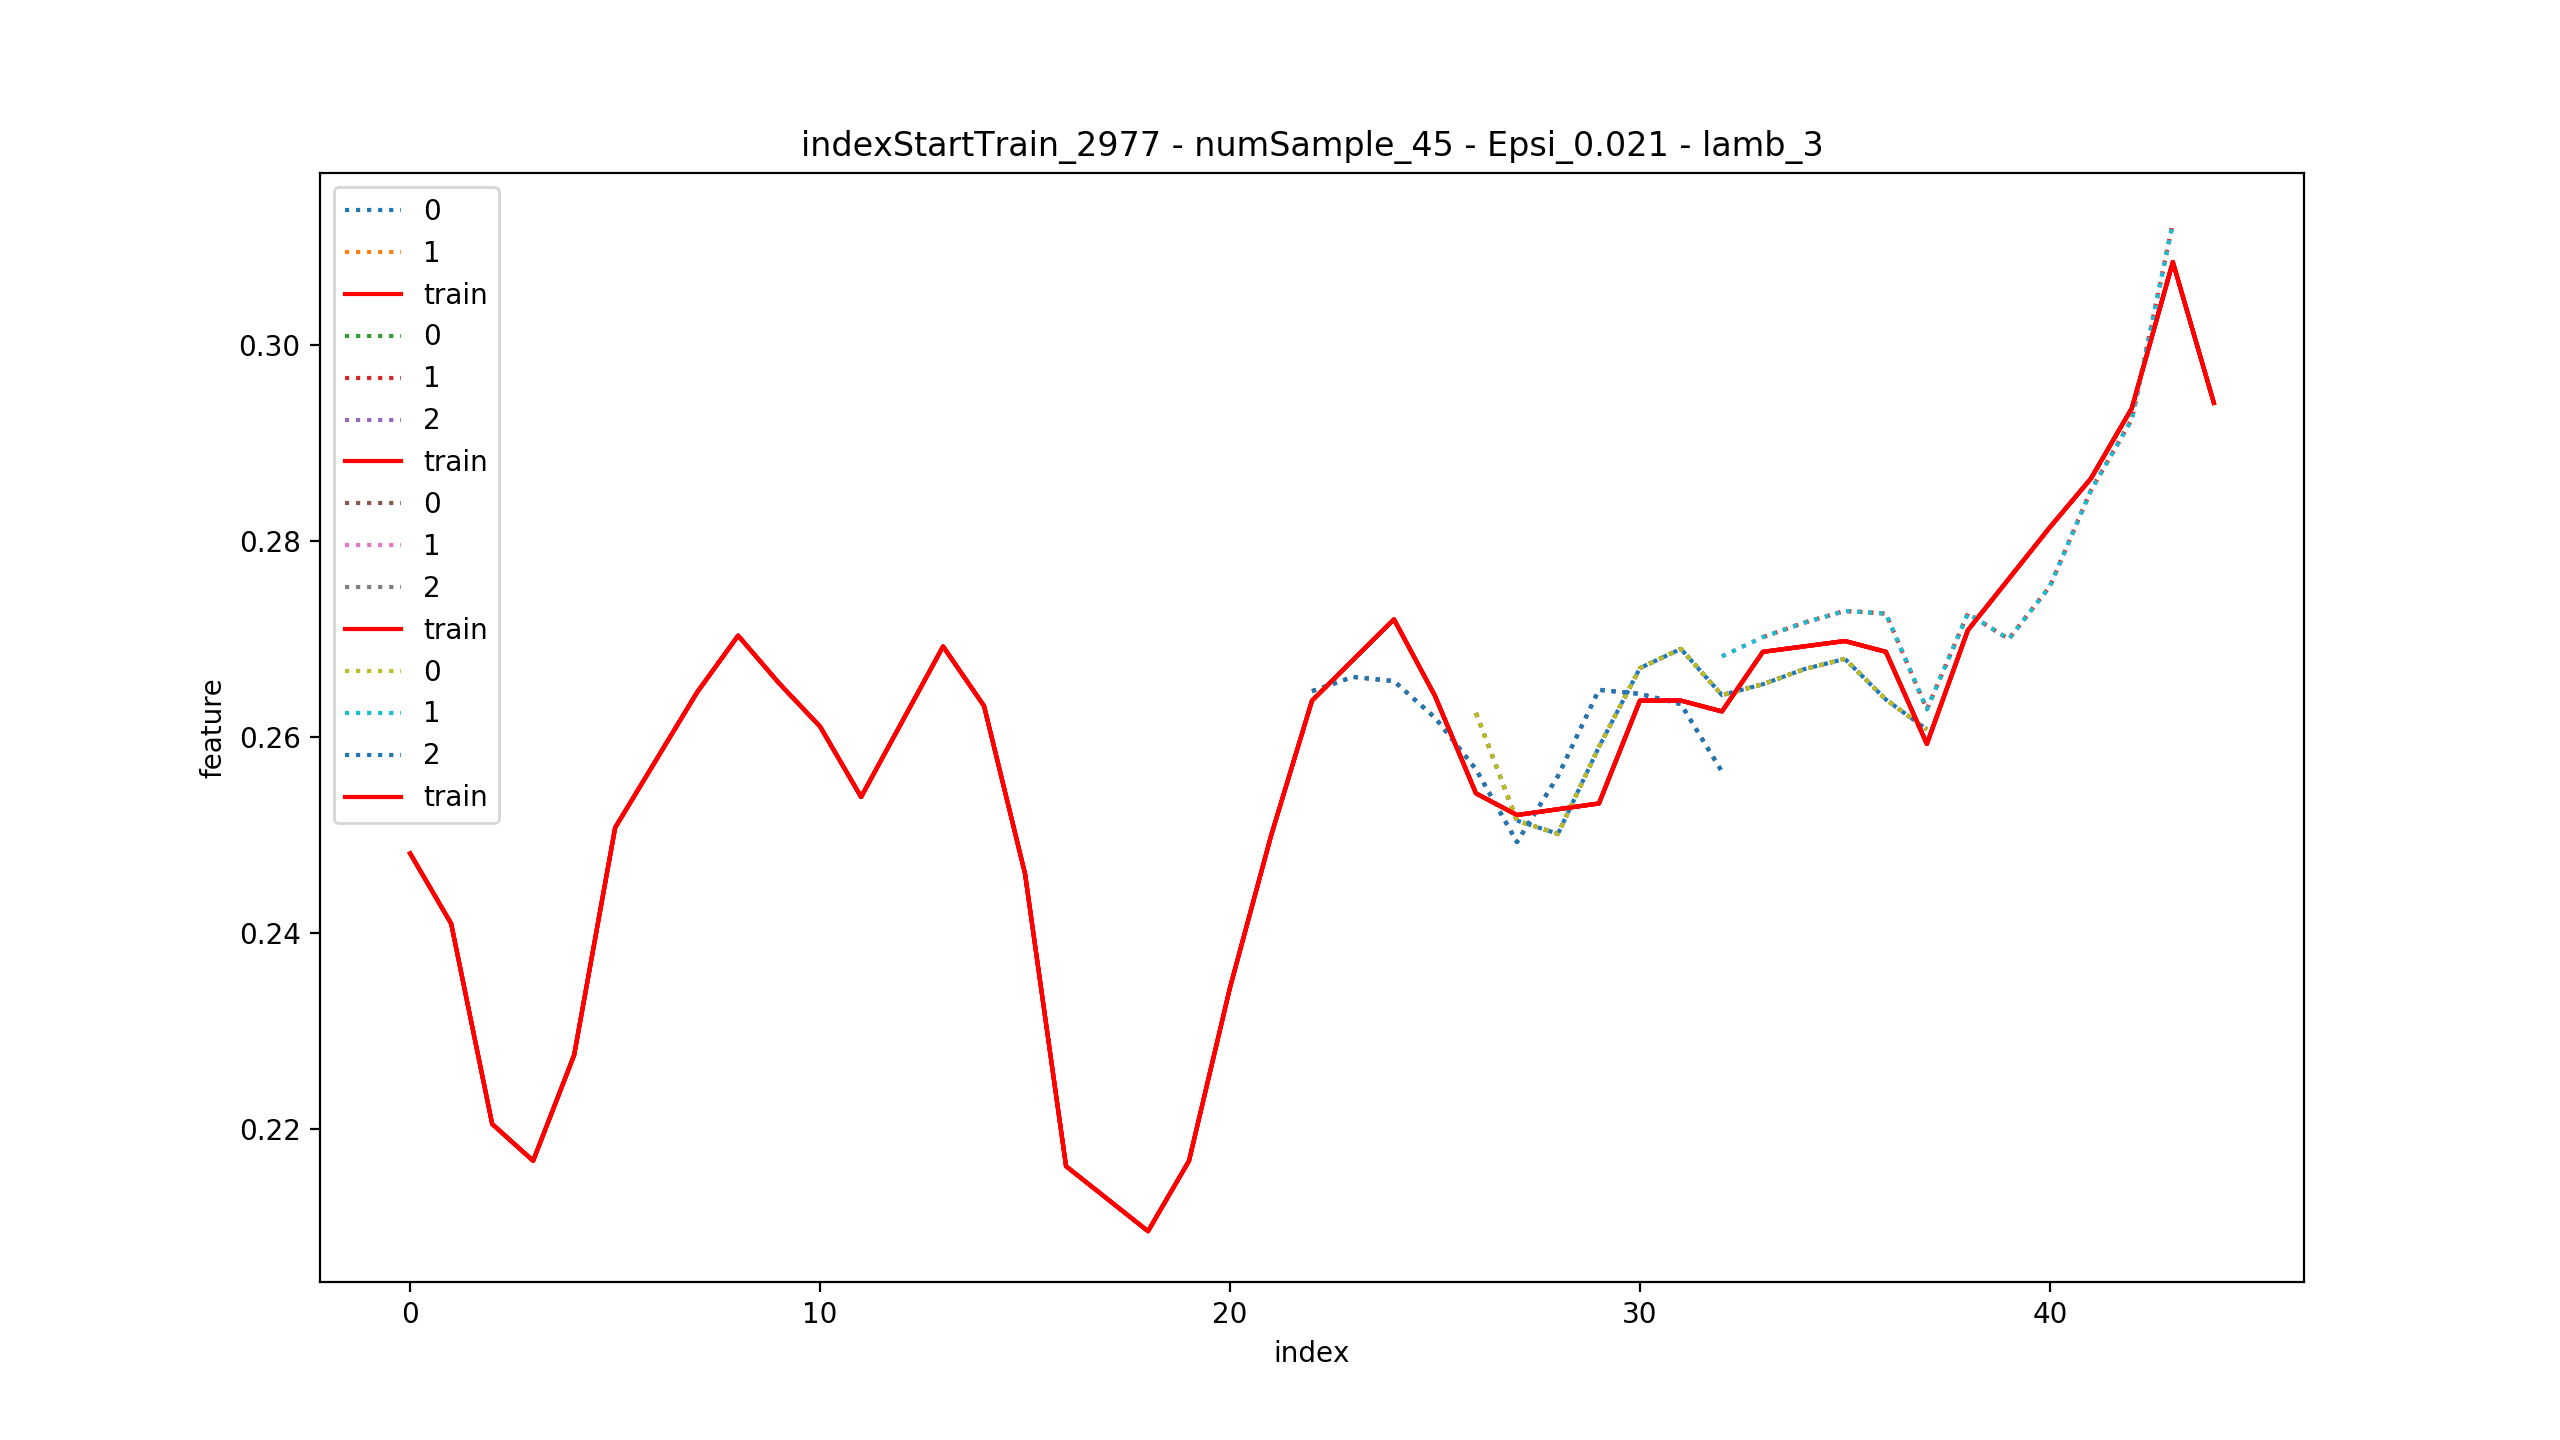 indexStartTrain_2977 - numSample_45 - Epsi_0.021 - lamb_3
0
1
train
0
1
2
train
0
1
2
train
0
1
2
train
0.30
0.28
0.26
0.24
0.22
feature
0 10 20 30 40
index